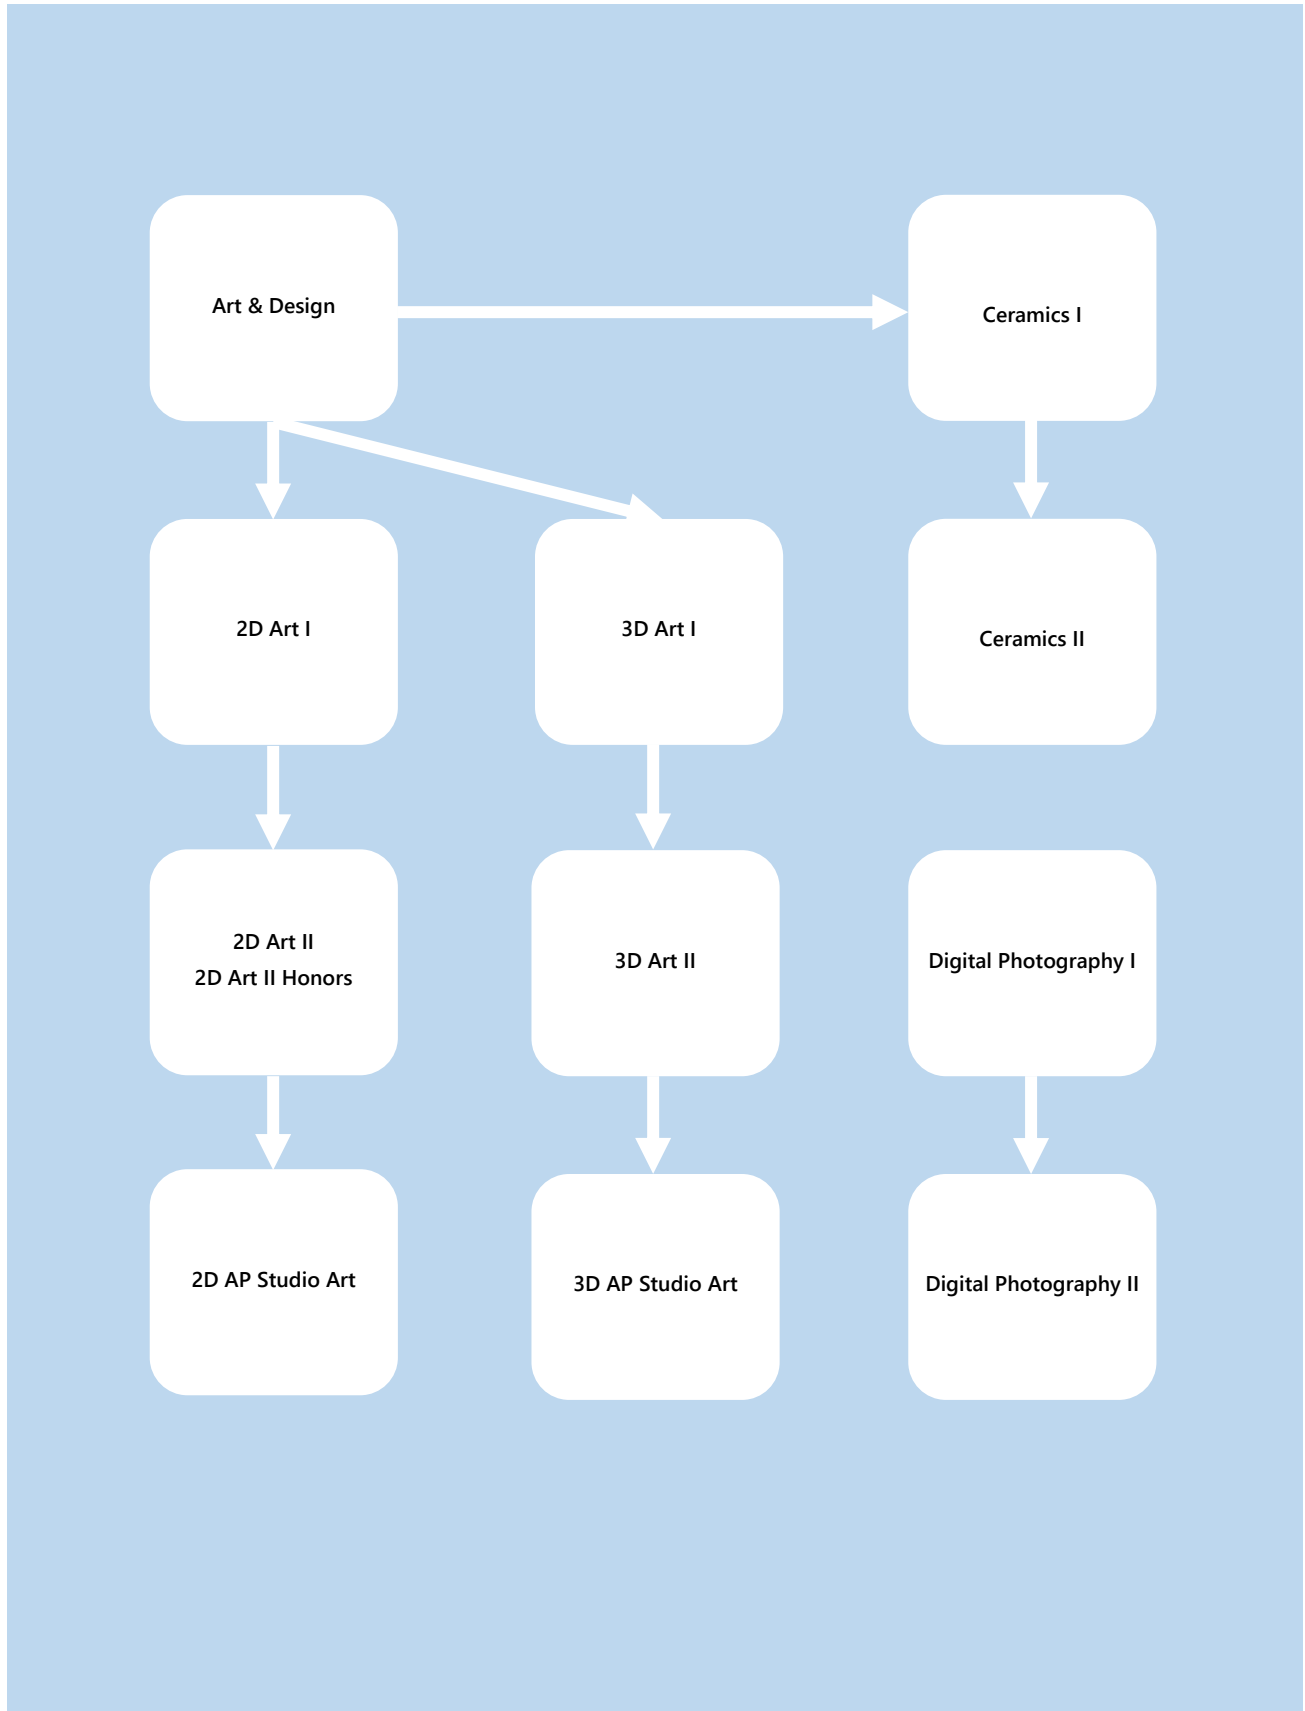 Art & Design
Ceramics I
2D Art I
3D Art I
Ceramics II
2D Art II
2D Art II Honors
3D Art II
Digital Photography I
2D AP Studio Art
3D AP Studio Art
Digital Photography II